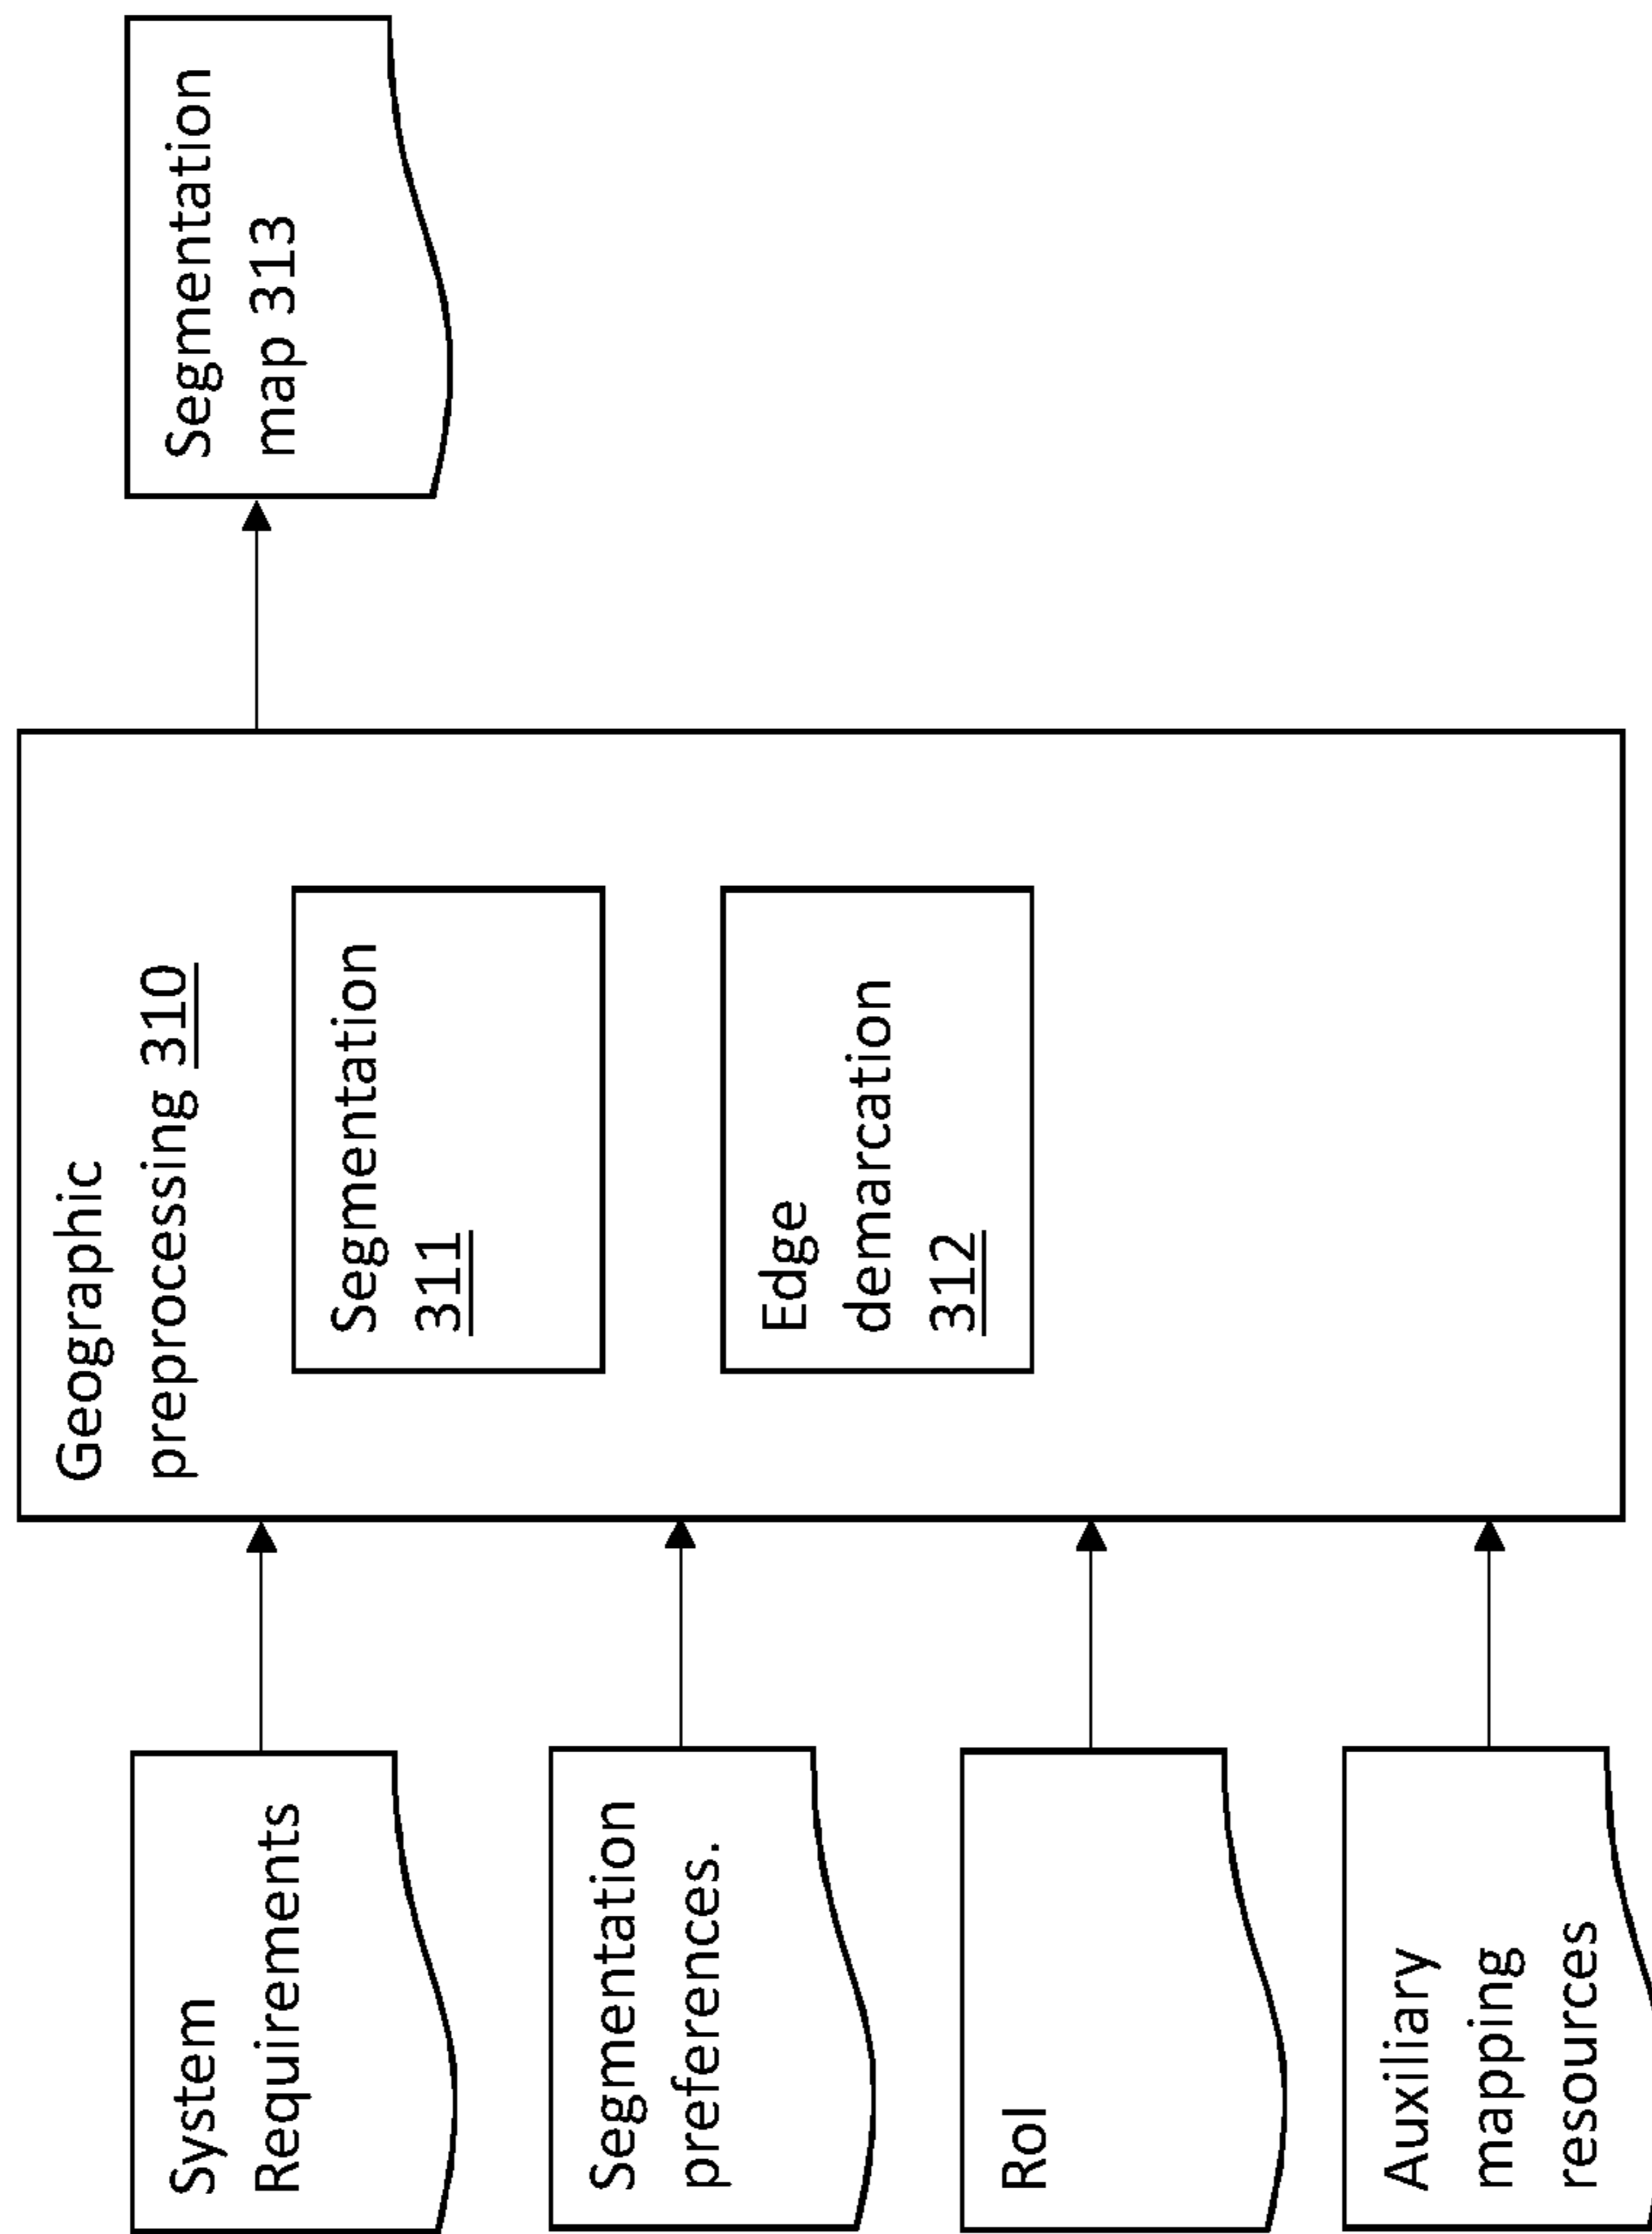 System
Requirements
Segmentation
preferences.
RoI
Auxiliary
mapping
resources
Geographic
preprocessing 310
Segmentation
311
Edge
demarcation
312
Segmentation
map 313